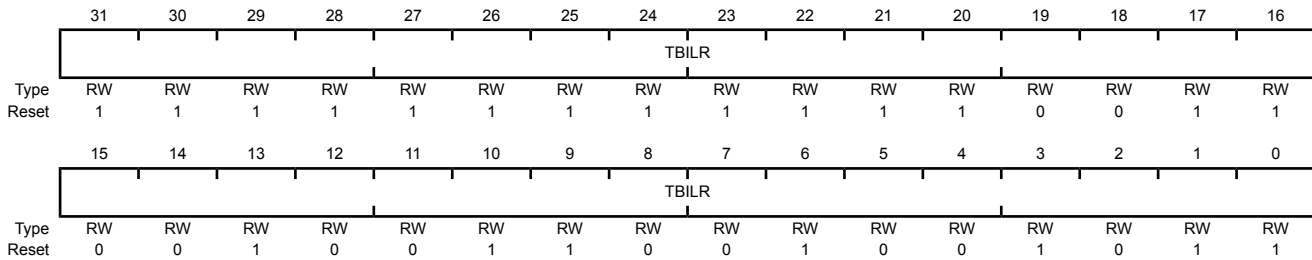 31 30 29 28 27 26 25 24 23 22 21 20 19 18 17 16
TBILR
Type RW RW RW RW RW RW RW RW RW RW RW RW RW RW RW RW
Reset 1 1 1 1 1 1 1 1 1 1 1 1 0 0 1 1
15 14 13 12 11 10 9 8 7 6 5 4 3 2 1 0
TBILR
Type RW RW RW RW RW RW RW RW RW RW RW RW RW RW RW RW
Reset 0 0 1 0 0 1 1 0 0 1 0 0 1 0 1 1